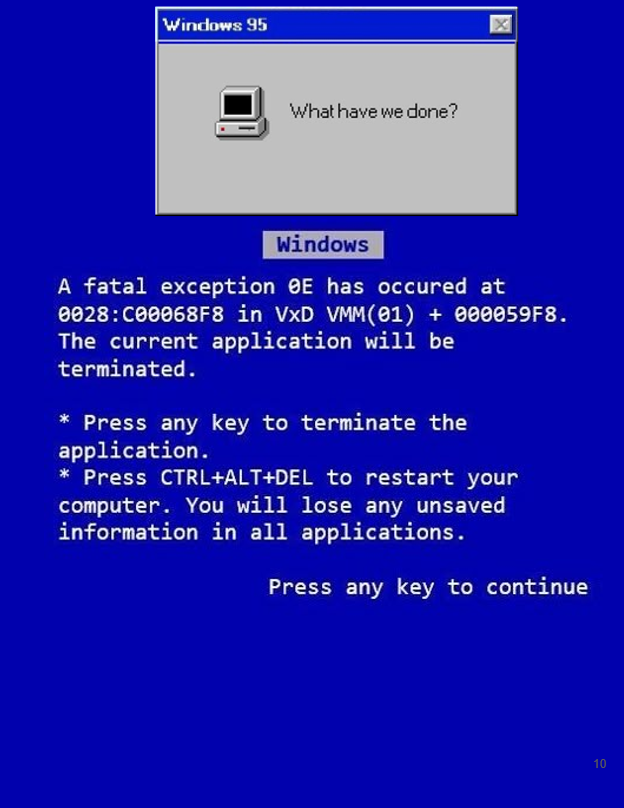 Windows 95
What have we done?
Windows
A fatal exception 0E has occured at
0028:C00068F8 in VxD VMM(01) + 000059F8.
The current application will be
terminated.
* Press any key to terminate the
application.
* Press CTRL+ALT+DEL to restart your
computer. You will lose any unsaved
information in all applications.
Press any key to continue
10